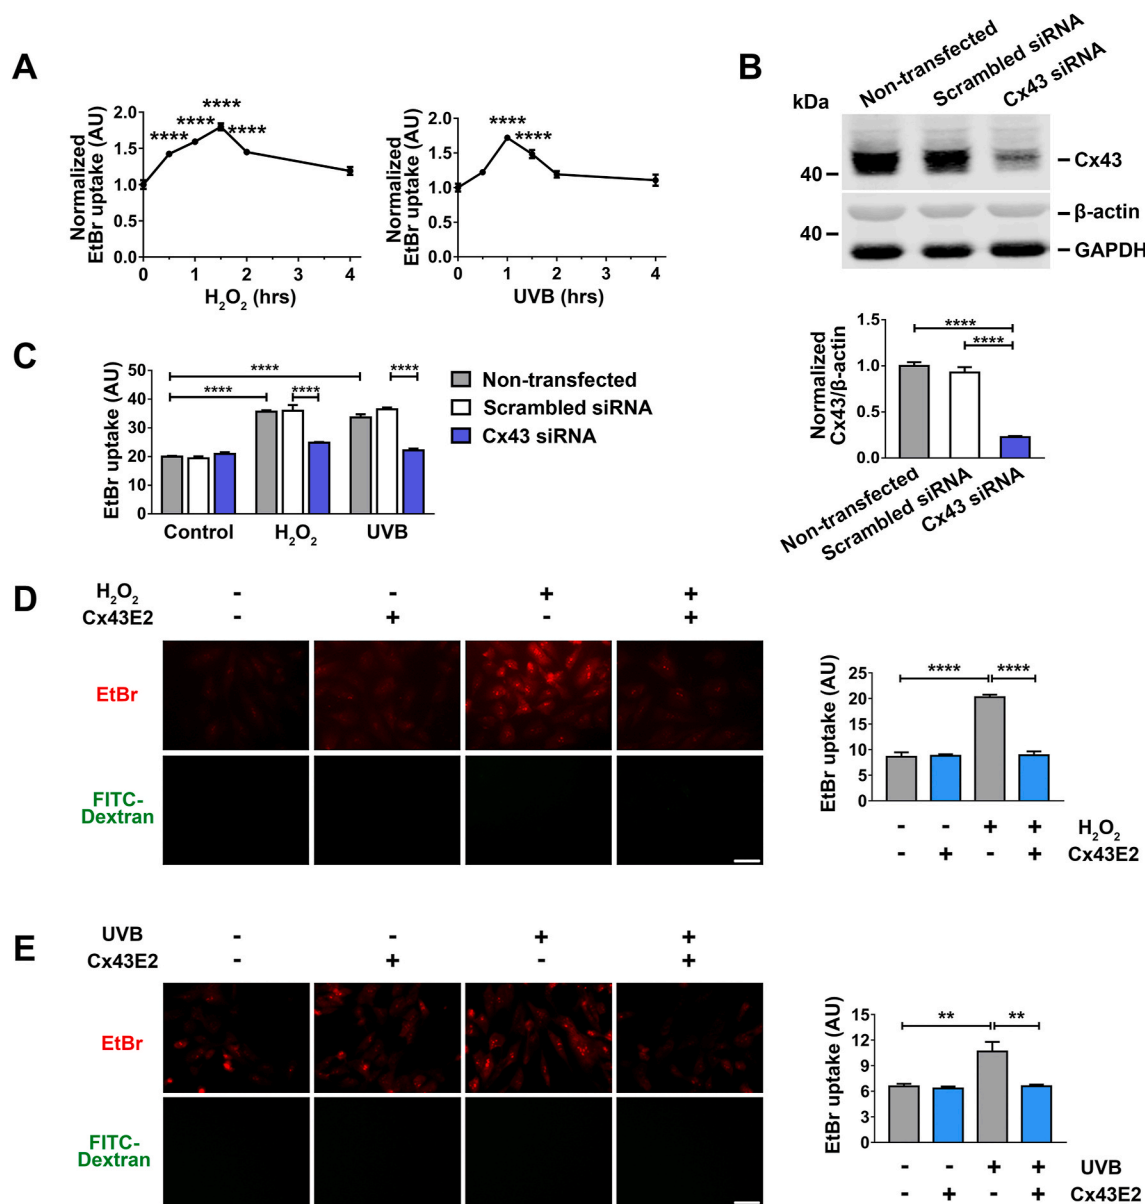 A
Normalized
EtBr uptake (AU)
2.0
1.5
1.0
0.5
0.0
****
****
****
****
0
1
2
3
4
H2O2 (hrs)
Normalized
EtBr uptake (AU)
2.0
1.5
1.0
0.5
0.0
****
****
0
1
2
3
4
UVB (hrs)
B
Non-transfected
Scrambled siRNA
Cx43 siRNA
kDa
40
40
Cx43
β-actin
GAPDH
Normalized
Cx43/β-actin
1.5
1.0
0.5
0.0
****
****
Non-transfected
Scrambled siRNA
Cx43 siRNA
C
EtBr uptake (AU)
50
40
30
20
10
0
****
****
****
****
Control
H2O2
UVB
Non-transfected
Scrambled siRNA
Cx43 siRNA
D
H2O2 - - + +
Cx43E2 - + - +
EtBr
FITC-
Dextran
EtBr uptake (AU)
25
20
15
10
5
0
****
****
- - + + H2O2
- + - + Cx43E2
E
UVB - - + +
Cx43E2 - + - +
EtBr
FITC-
Dextran
EtBr uptake (AU)
15
12
9
6
3
0
**
**
- - + + UVB
- + - + Cx43E2